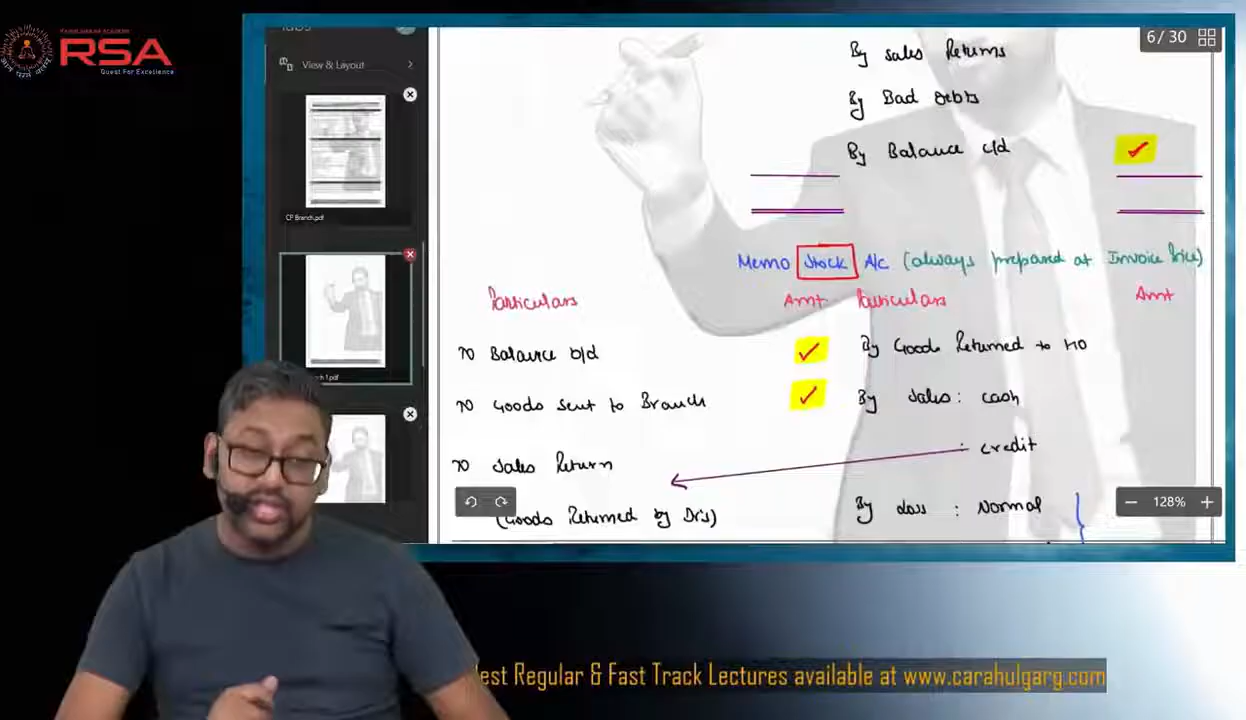 RSA
Quest For Excellence
View & Layout
6 / 30
CP Branch.pdf
By Sales Returns
By Bad Debts
By Balance c/d
Memo Stock A/c (always prepared at Invoice Price)
Particulars Amt Particulars Amt
To Balance b/d By Goods Returned to HO
To Goods sent to Branch By Sales : cash
: credit
To Sales Return
(Goods Returned by Drs) By Loss : Normal
128%
est Regular & Fast Track Lectures available at www.carahulgarg.com